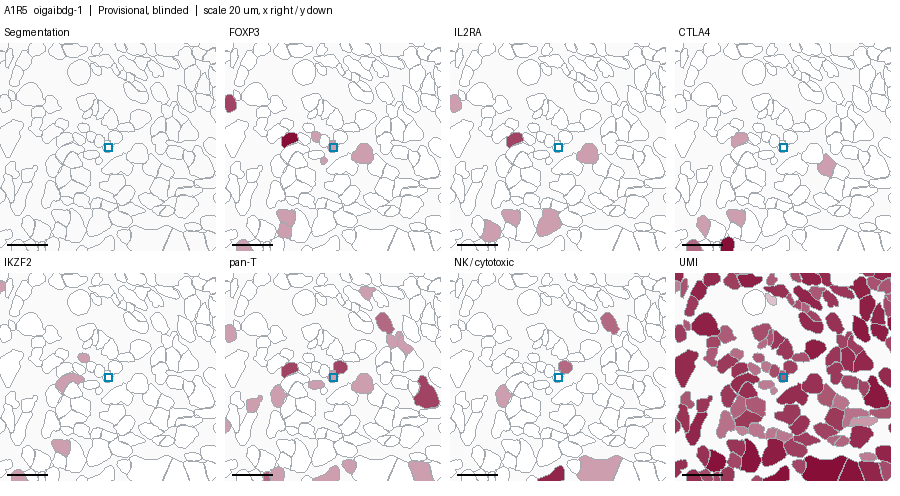 A1R5 oigaibdg-1 | Provisional, blinded | scale 20 um, x right / y down
Segmentation FOXP3 IL2RA CTLA4
IKZF2 pan-T NK / cytotoxic UMI